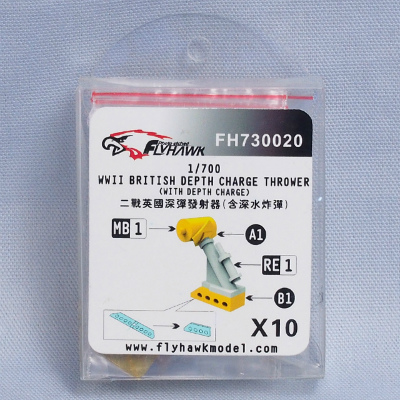 FLYHAWK
FH730020
1/700
WWII BRITISH DEPTH CHARGE THROWER
(WITH DEPTH CHARGE)
二戰英國深彈發射器(含深水炸彈)
MB 1
A1
RE 1
B1
X10
www.flyhawkmodel.com